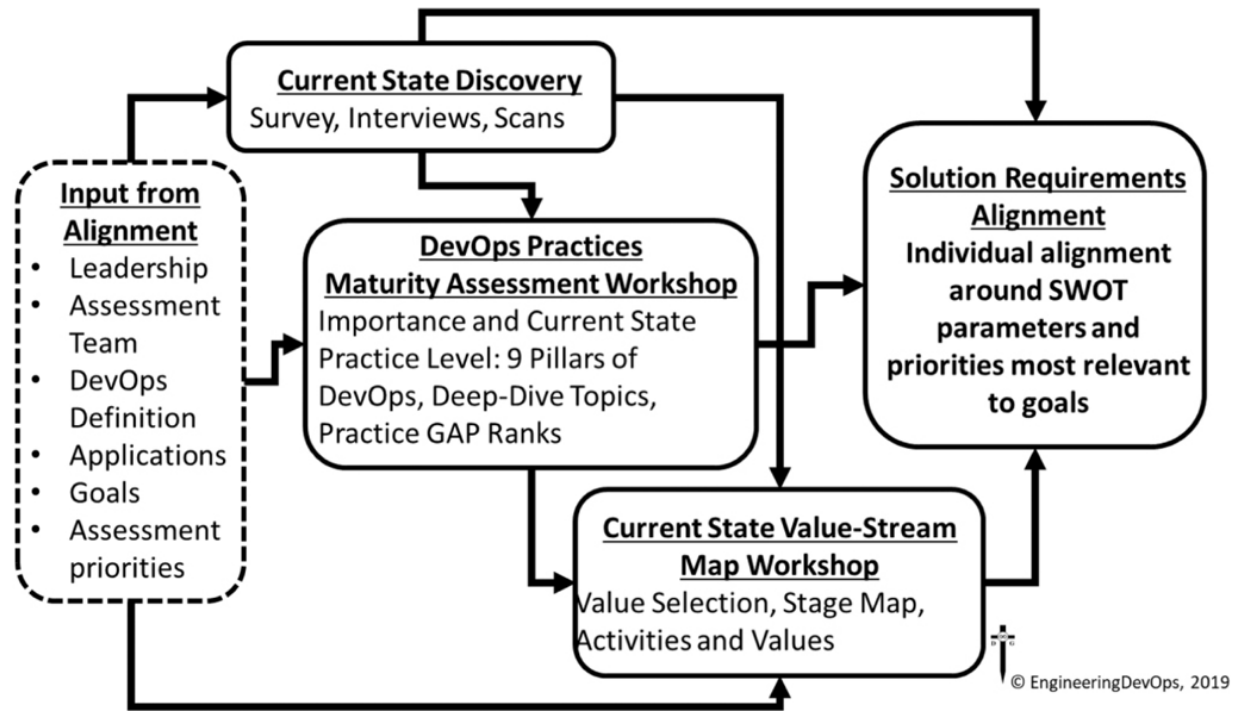 Current State Discovery
Survey, Interviews, Scans
Input from
Alignment
• Leadership
• Assessment
Team
• DevOps
Definition
• Applications
• Goals
• Assessment
priorities
DevOps Practices
Maturity Assessment Workshop
Importance and Current State
Practice Level: 9 Pillars of
DevOps, Deep-Dive Topics,
Practice GAP Ranks
Solution Requirements
Alignment
Individual alignment
around SWOT
parameters and
priorities most relevant
to goals
Current State Value-Stream
Map Workshop
Value Selection, Stage Map,
Activities and Values
© EngineeringDevOps, 2019